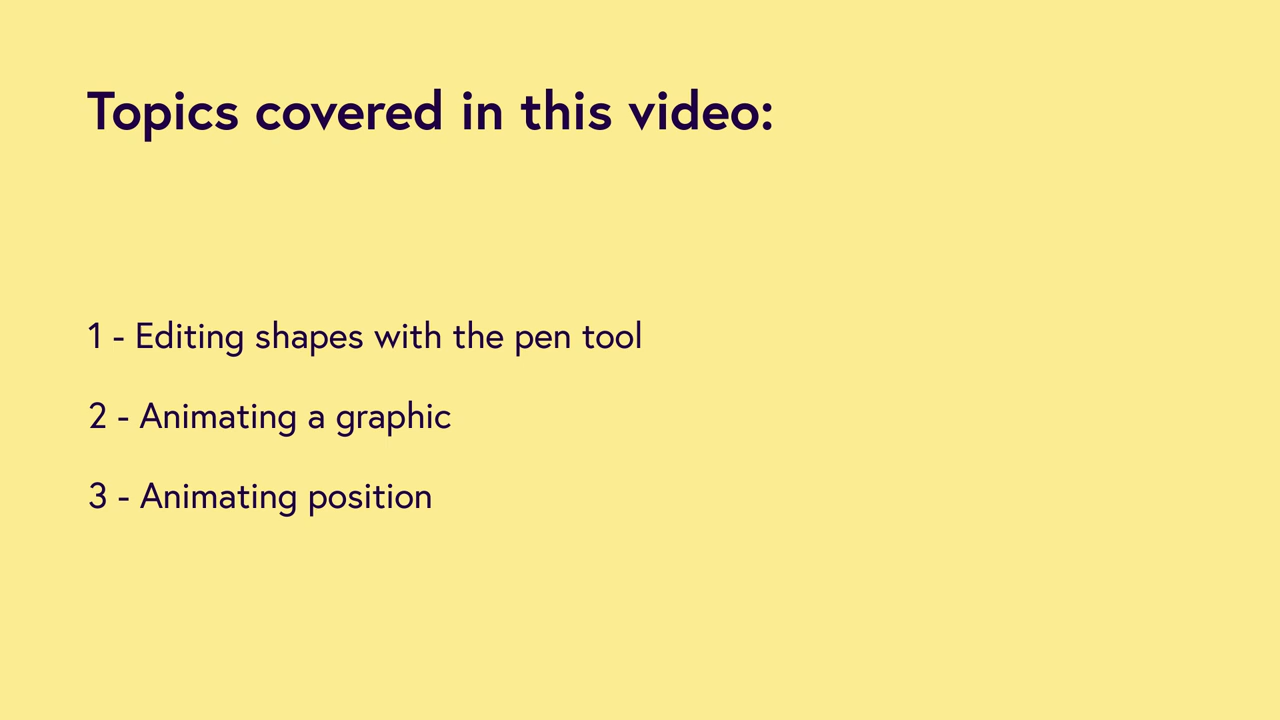 Topics covered in this video:
1 - Editing shapes with the pen tool
2 - Animating a graphic
3 - Animating position